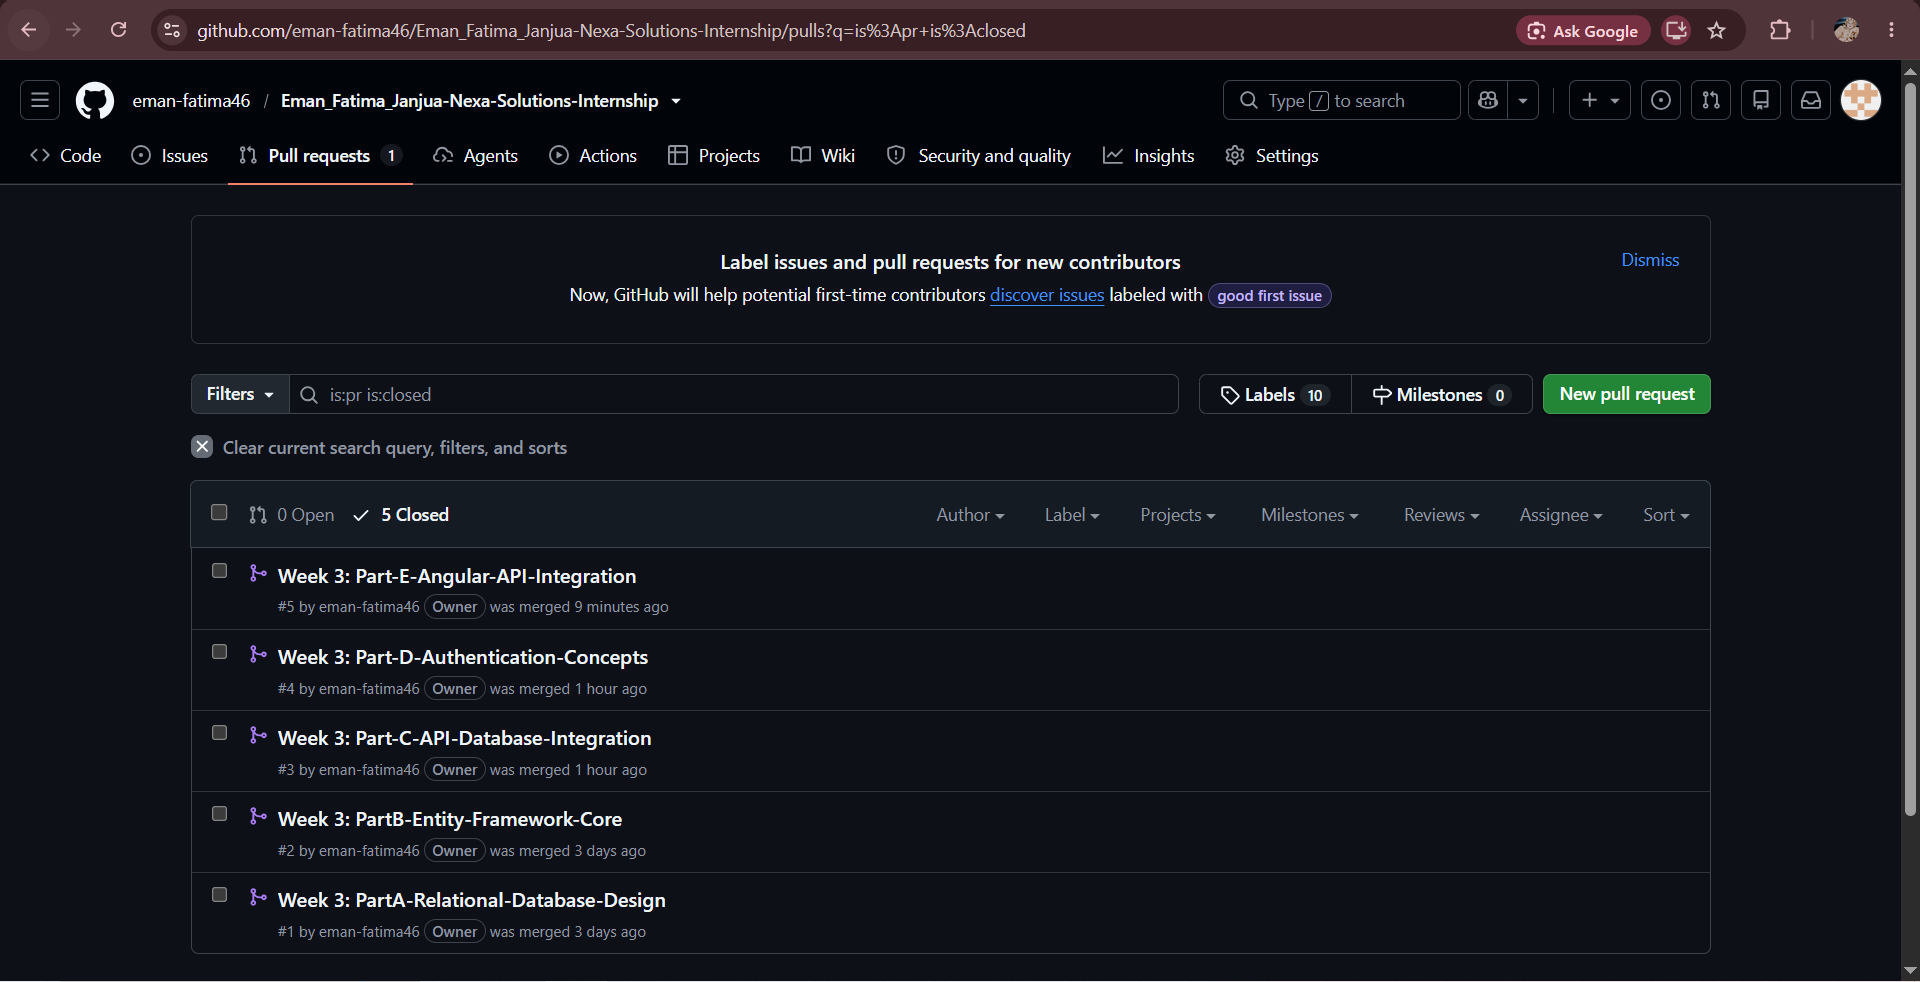 github.com/eman-fatima46/Eman_Fatima_Janjua-Nexa-Solutions-Internship/pulls?q=is%3Apr+is%3Aclosed Ask Google
eman-fatima46 / Eman_Fatima_Janjua-Nexa-Solutions-Internship Type / to search
Code Issues Pull requests 1 Agents Actions Projects Wiki Security and quality Insights Settings
Label issues and pull requests for new contributors
Dismiss
Now, GitHub will help potential first-time contributors discover issues labeled with good first issue
Filters is:pr is:closed Labels 10 Milestones 0 New pull request
Clear current search query, filters, and sorts
0 Open 5 Closed Author Label Projects Milestones Reviews Assignee Sort
Week 3: Part-E-Angular-API-Integration
#5 by eman-fatima46 Owner was merged 9 minutes ago
Week 3: Part-D-Authentication-Concepts
#4 by eman-fatima46 Owner was merged 1 hour ago
Week 3: Part-C-API-Database-Integration
#3 by eman-fatima46 Owner was merged 1 hour ago
Week 3: PartB-Entity-Framework-Core
#2 by eman-fatima46 Owner was merged 3 days ago
Week 3: PartA-Relational-Database-Design
#1 by eman-fatima46 Owner was merged 3 days ago